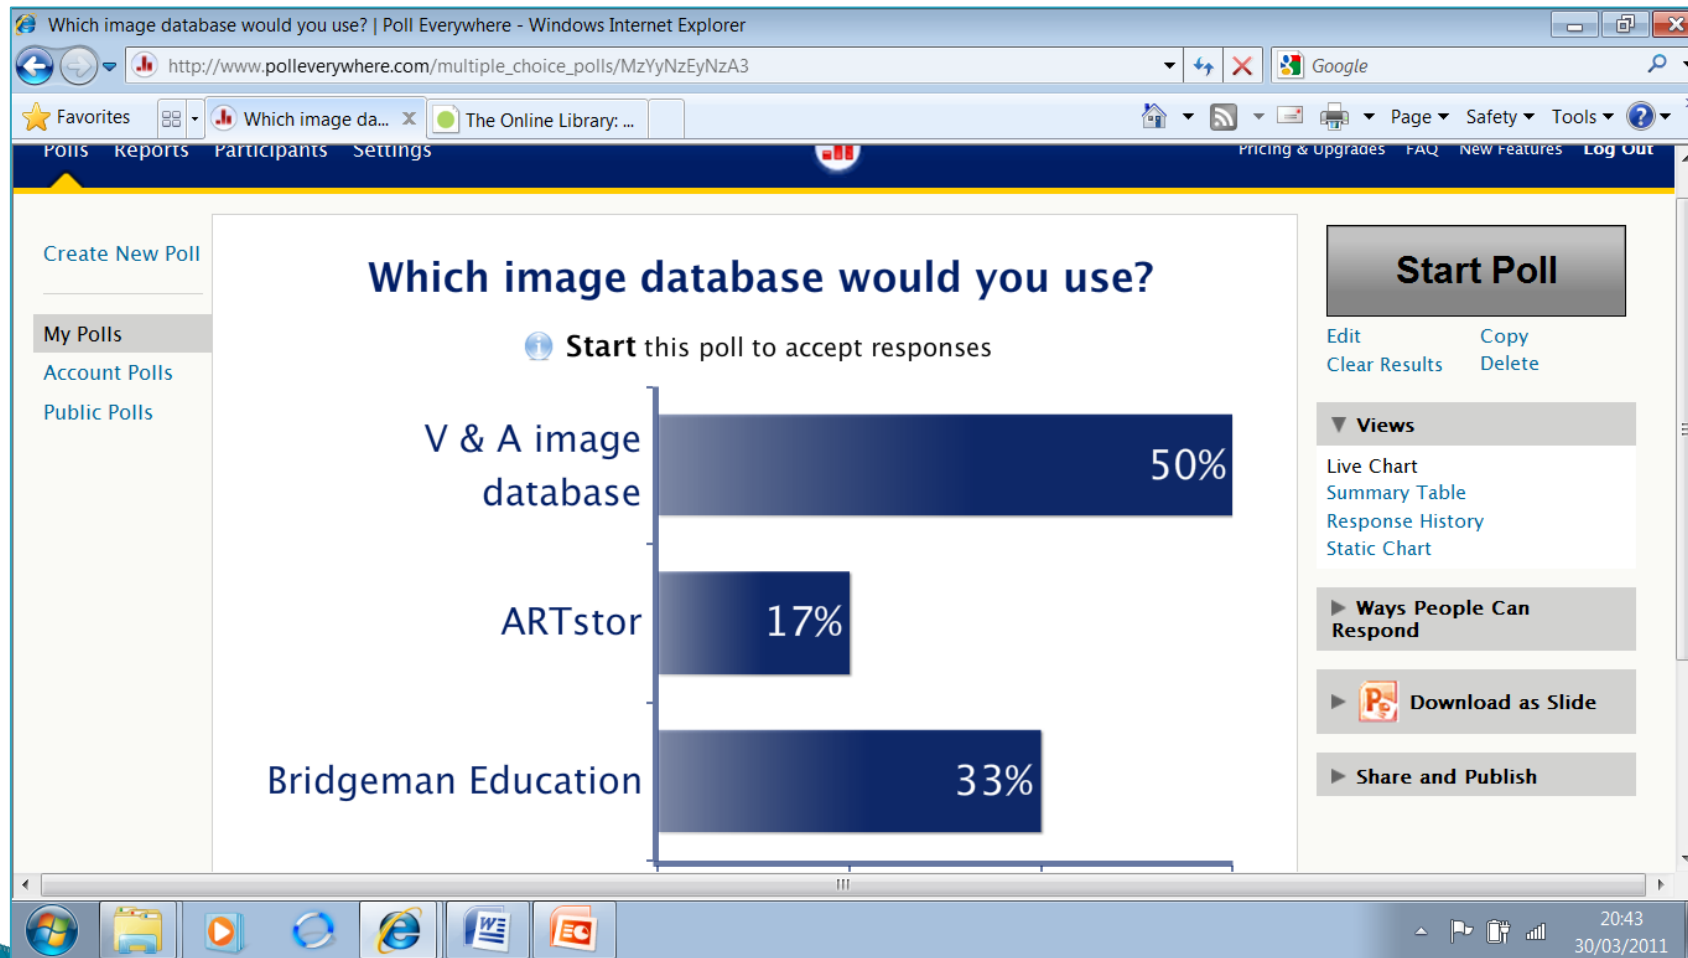 Which image database would you use? | Poll Everywhere - Windows Internet Explorer
http://www.polleverywhere.com/multiple_choice_polls/MzYyNzEyNzA3
Google
Favorites
Which image da... X
The Online Library: ...
Page
Safety
Tools
Polls Reports Participants Settings
Pricing & Upgrades FAQ New Features Log Out
Create New Poll
My Polls
Account Polls
Public Polls
Which image database would you use?
Start this poll to accept responses
V & A image
database
50%
ARTstor
17%
Bridgeman Education
33%
Start Poll
Edit Copy
Clear Results Delete
Views
Live Chart
Summary Table
Response History
Static Chart
Ways People Can
Respond
Download as Slide
Share and Publish
20:43
30/03/2011